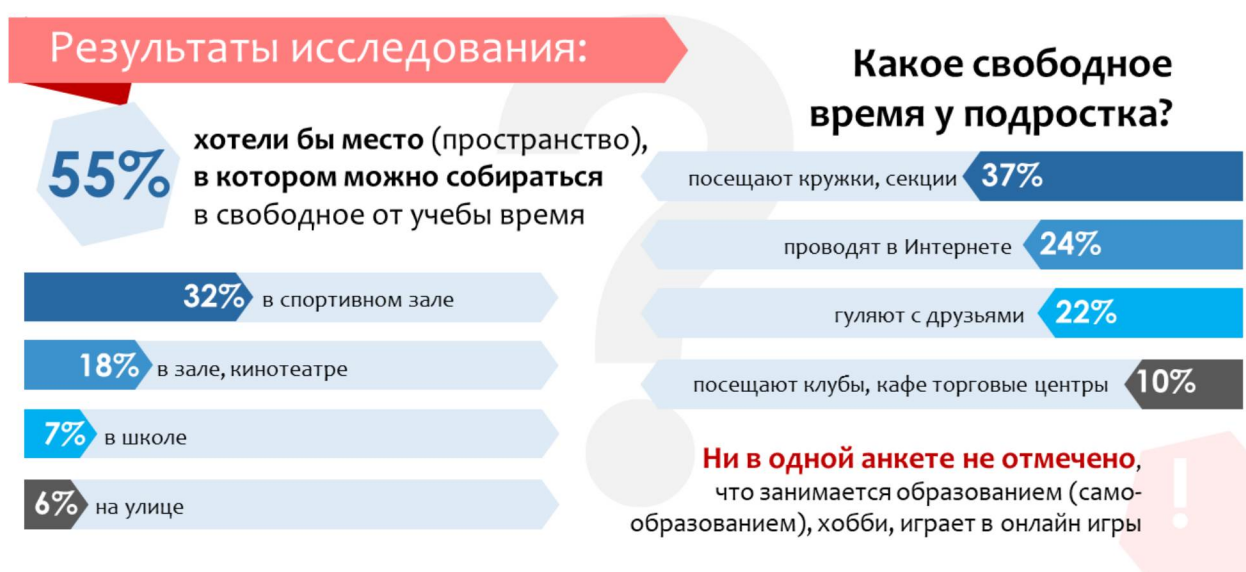 Результаты исследования:
55%
хотели бы место (пространство),
в котором можно собираться
в свободное от учебы время
32% в спортивном зале
18% в зале, кинотеатре
7% в школе
6% на улице
Какое свободное
время у подростка?
посещают кружки, секции 37%
проводят в Интернете 24%
гуляют с друзьями 22%
посещают клубы, кафе торговые центры 10%
Ни в одной анкете не отмечено,
что занимается образованием (само-
образованием), хобби, играет в онлайн игры
!